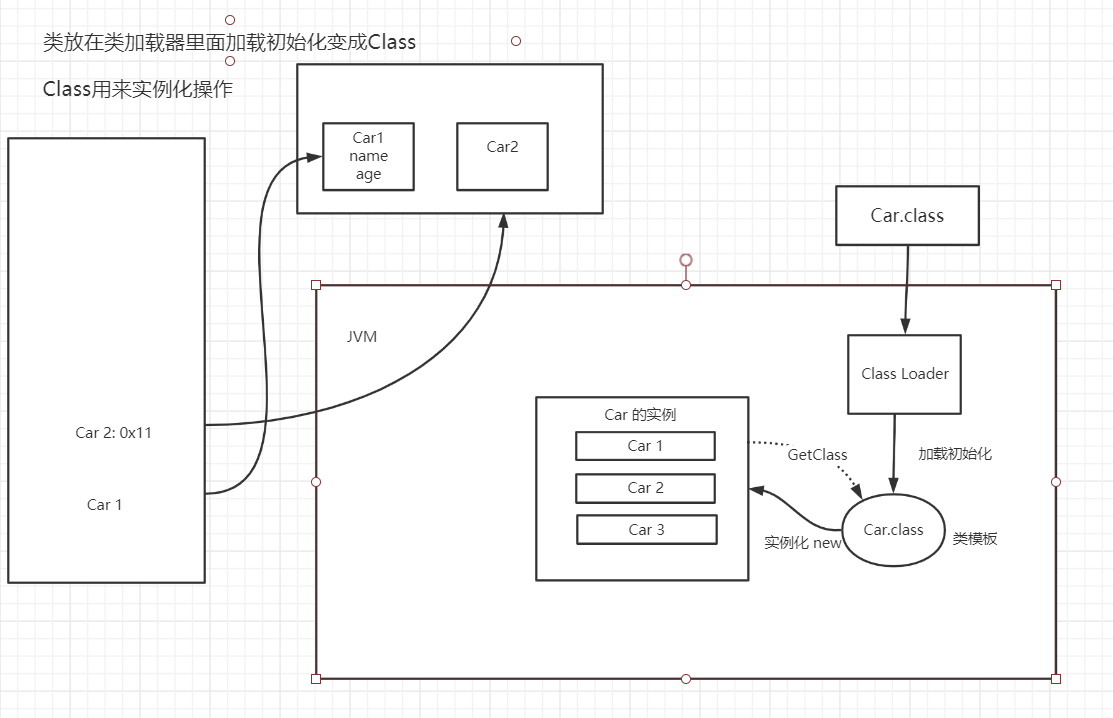 类放在类加载器里面加载初始化变成Class
Class用来实例化操作
Car1
name
age
Car2
Car.class
JVM
Class Loader
Car 的实例
Car 1
Car 2
Car 3
GetClass
加载初始化
实例化 new
Car.class
类模板
Car 2: 0x11
Car 1